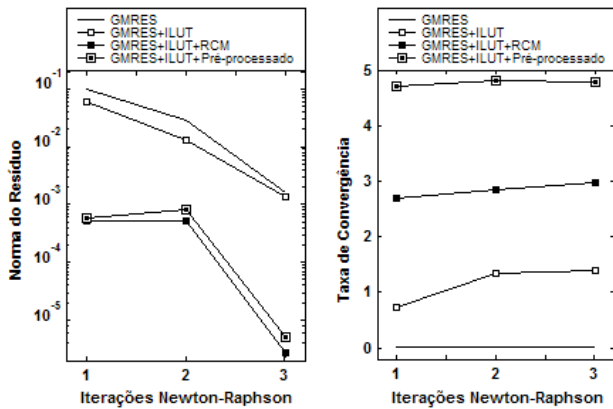 GMRES
GMRES+ILUT
GMRES+ILUT+RCM
GMRES+ILUT+Pré-processado
10-1
10-2
10-3
10-4
10-5
Norma do Resíduo
1 2 3
Iterações Newton-Raphson
GMRES
GMRES+ILUT
GMRES+ILUT+RCM
GMRES+ILUT+Pré-processado
5
4
3
2
1
0
Taxa de Convergência
1 2 3
Iterações Newton-Raphson